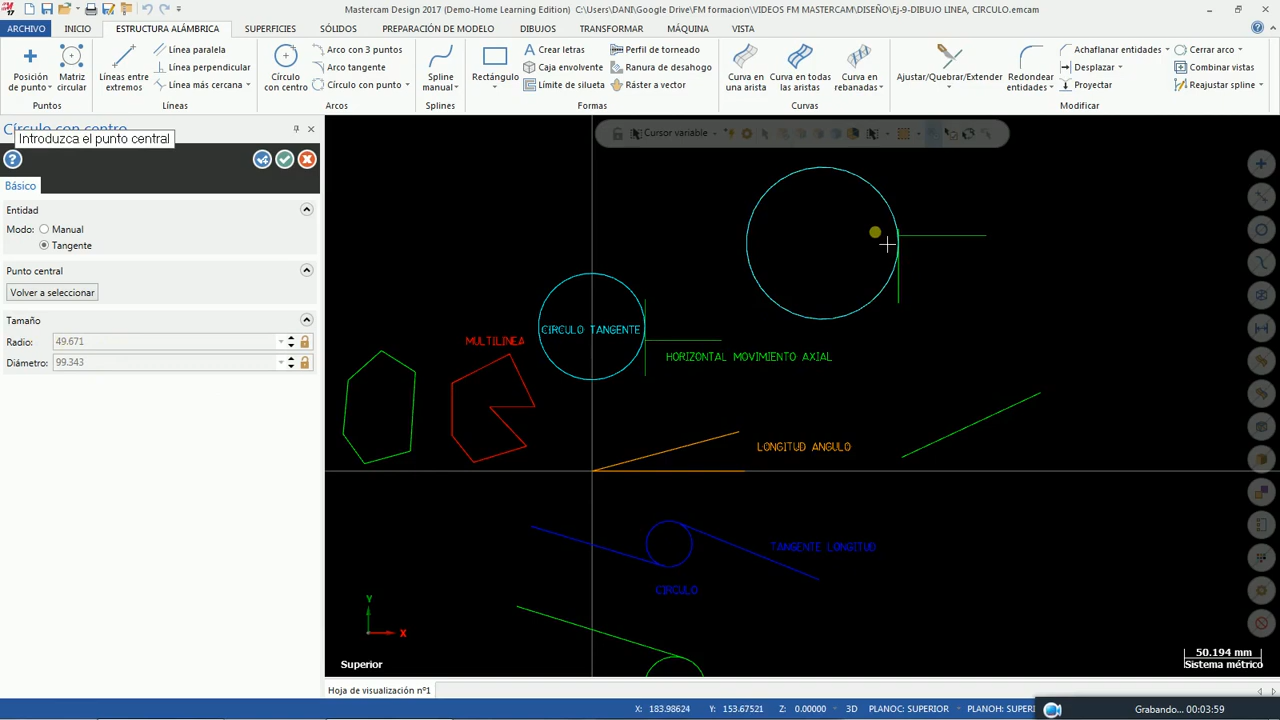 Mastercam Design 2017 (Demo-Home Learning Edition) C:\Users\DANI\Google Drive\FM formacion\VIDEOS FM MASTERCAM\DISEÑO\Ej-9-DIBUJO LINEA, CIRCULO.emcam
ARCHIVO INICIO ESTRUCTURA ALÁMBRICA SUPERFICIES SÓLIDOS PREPARACIÓN DE MODELO DIBUJOS TRANSFORMAR MÁQUINA VISTA
Línea paralela Arco con 3 puntos Crear letras Perfil de torneado Achaflanar entidades Cerrar arco
Línea perpendicular Arco tangente Caja envolvente Ranura de desahogo Desplazar Combinar vistas
Posición de punto Matriz circular Líneas entre extremos Línea más cercana Círculo con centro Círculo con punto Spline manual Rectángulo Límite de silueta Ráster a vector Curva en una arista Curva en todas las aristas Curva en rebanadas Ajustar/Quebrar/Extender Redondear entidades Proyectar Reajustar spline
Puntos Líneas Arcos Splines Formas Curvas Modificar
Círculo con centro
Introduzca el punto central
Cursor variable
Básico
Entidad
Modo: Manual
Tangente
Punto central
Volver a seleccionar
Tamaño
Radio: 49.671
Diámetro: 99.343
CIRCULO TANGENTE
MULTILINEA
HORIZONTAL MOVIMIENTO AXIAL
LONGITUD ANGULO
TANGENTE LONGITUD
CIRCULO
Y
X
Superior
50.194 mm
Sistema métrico
Hoja de visualización nº1
X: 183.98624 Y: 153.67521 Z: 0.00000 3D PLANOC: SUPERIOR PLANOH: SUPERI
Grabando... 00:03:59